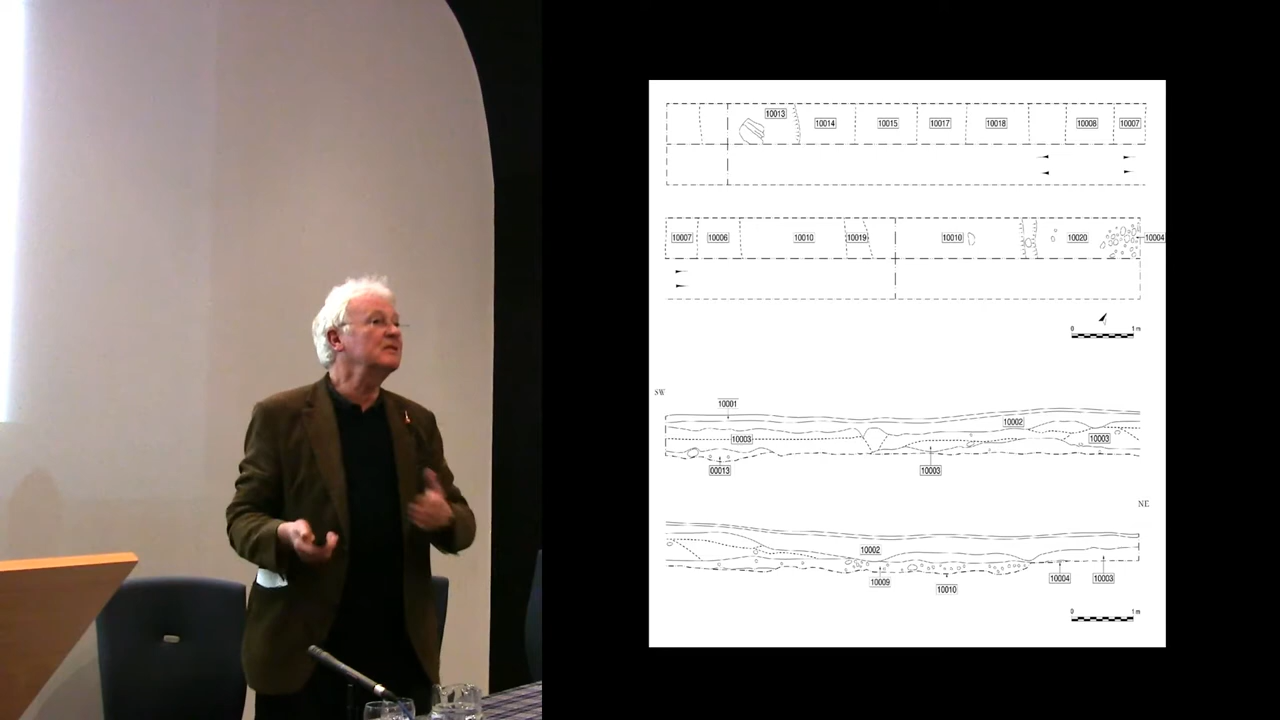 10013
10014 10015 10017 10018 10008 10007
10007 10006 10010 10019 10010 10020 10004
0 1 m
SW
10001
10002
10003 10003
00013 10003
NE
10002
10009 10010 10004 10003
0 1 m